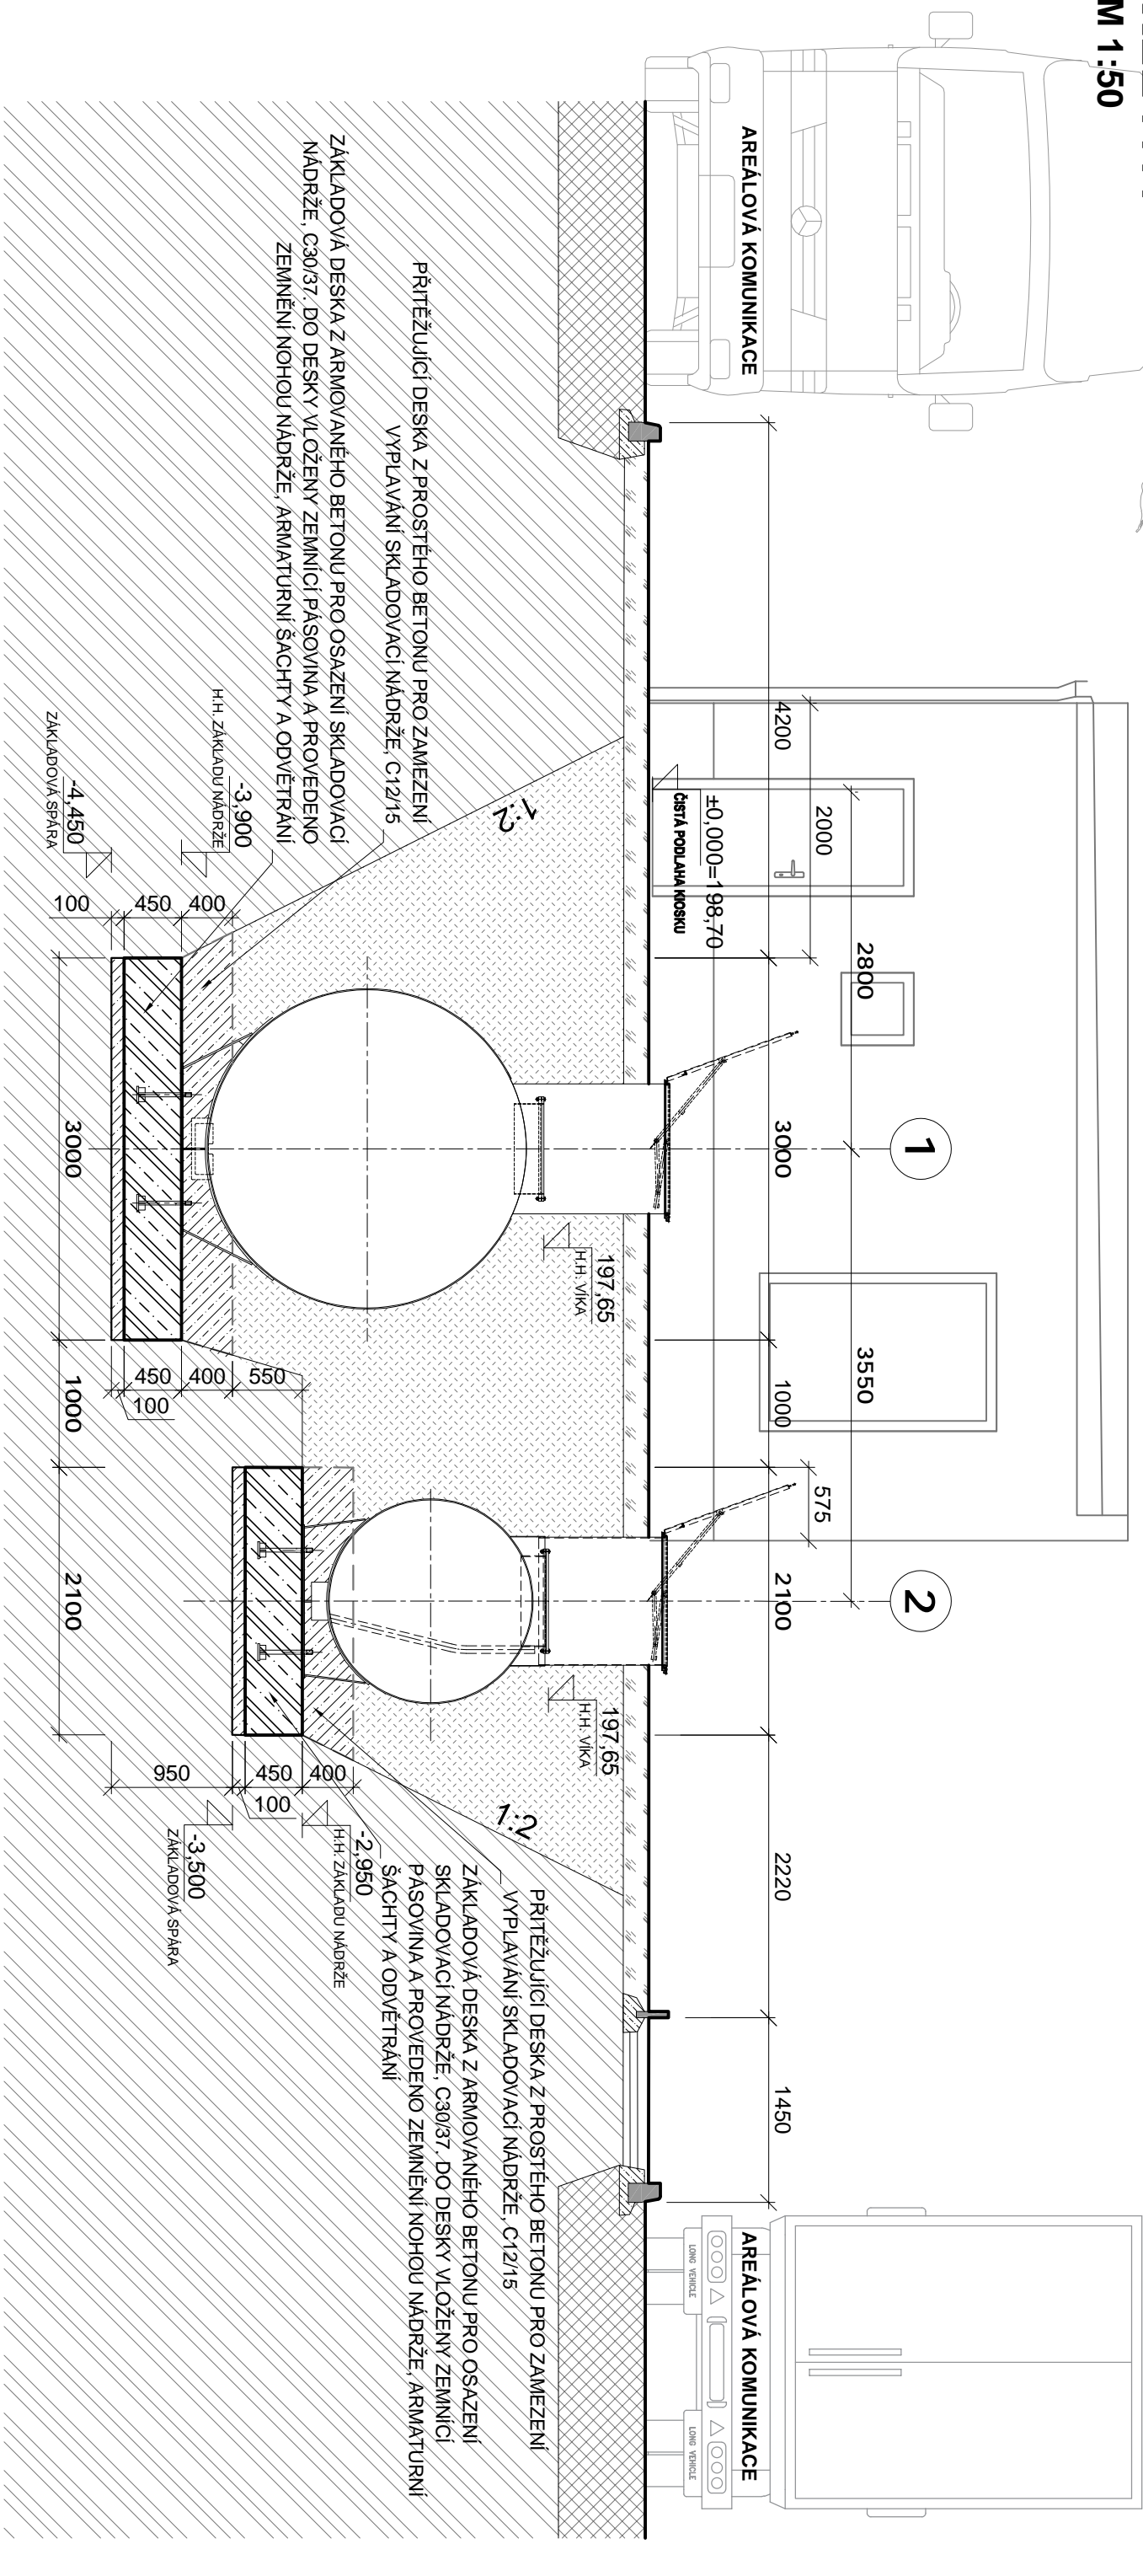 M 1:50
AREÁLOVÁ KOMUNIKACE
AREÁLOVÁ KOMUNIKACE
LONG VEHICLE
LONG VEHICLE
1
2
2800
3550
2000
575
4200
3000
1000
2100
2220
1450
±0,000=198,70
ČISTÁ PODLAHA KIOSKU
197,65
H.H. VÍKA
197,65
H.H. VÍKA
1:2
1:2
PŘITĚŽUJÍCÍ DESKA Z PROSTÉHO BETONU PRO ZAMEZENÍ
VYPLAVÁNÍ SKLADOVACÍ NÁDRŽE, C12/15
ZÁKLADOVÁ DESKA Z ARMOVANÉHO BETONU PRO OSAZENÍ SKLADOVACÍ
NÁDRŽE, C30/37. DO DESKY VLOŽENY ZEMNÍCÍ PÁSOVINA A PROVEDENO
ZEMNĚNÍ NOHOU NÁDRŽE, ARMATURNÍ ŠACHTY A ODVĚTRÁNÍ
-3,900
H.H. ZÁKLADU NÁDRŽE
-4,450
ZÁKLADOVÁ SPÁRA
100
450
400
100
450
400
550
950
100
450
400
PŘITĚŽUJÍCÍ DESKA Z PROSTÉHO BETONU PRO ZAMEZENÍ
VYPLAVÁNÍ SKLADOVACÍ NÁDRŽE, C12/15
ZÁKLADOVÁ DESKA Z ARMOVANÉHO BETONU PRO OSAZENÍ
SKLADOVACÍ NÁDRŽE, C30/37. DO DESKY VLOŽENY ZEMNÍCÍ
PÁSOVINA A PROVEDENO ZEMNĚNÍ NOHOU NÁDRŽE, ARMATURNÍ
ŠACHTY A ODVĚTRÁNÍ
-2,950
H.H. ZÁKLADU NÁDRŽE
-3,500
ZÁKLADOVÁ SPÁRA
3000
1000
2100